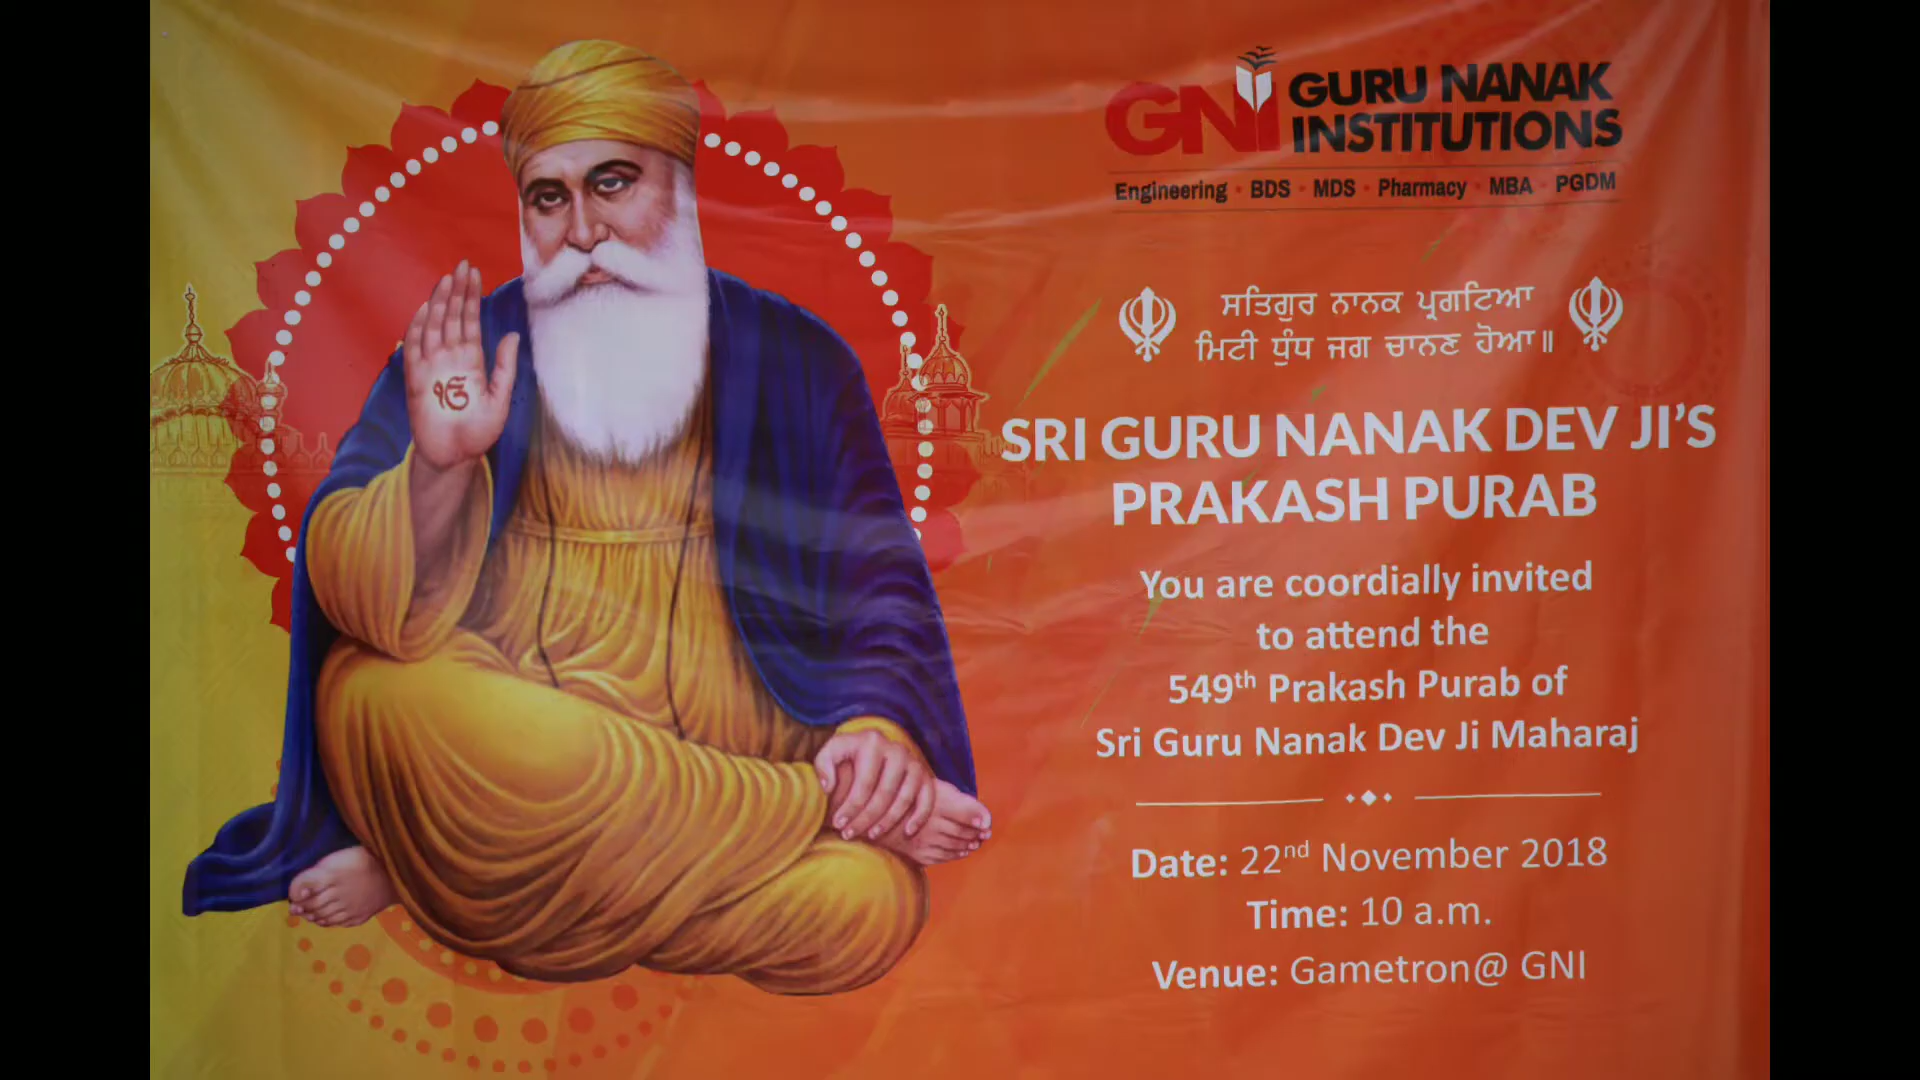 GNI GURU NANAK
INSTITUTIONS
Engineering • BDS • MDS • Pharmacy • MBA • PGDM
ਸਤਿਗੁਰ ਨਾਨਕ ਪ੍ਰਗਟਿਆ
ਮਿਟੀ ਧੁੰਧ ਜਗ ਚਾਨਣ ਹੋਆ॥
SRI GURU NANAK DEV JI'S
PRAKASH PURAB
You are coordially invited
to attend the
549th Prakash Purab of
Sri Guru Nanak Dev Ji Maharaj
Date: 22nd November 2018
Time: 10 a.m.
Venue: Gametron@ GNI
ੴ